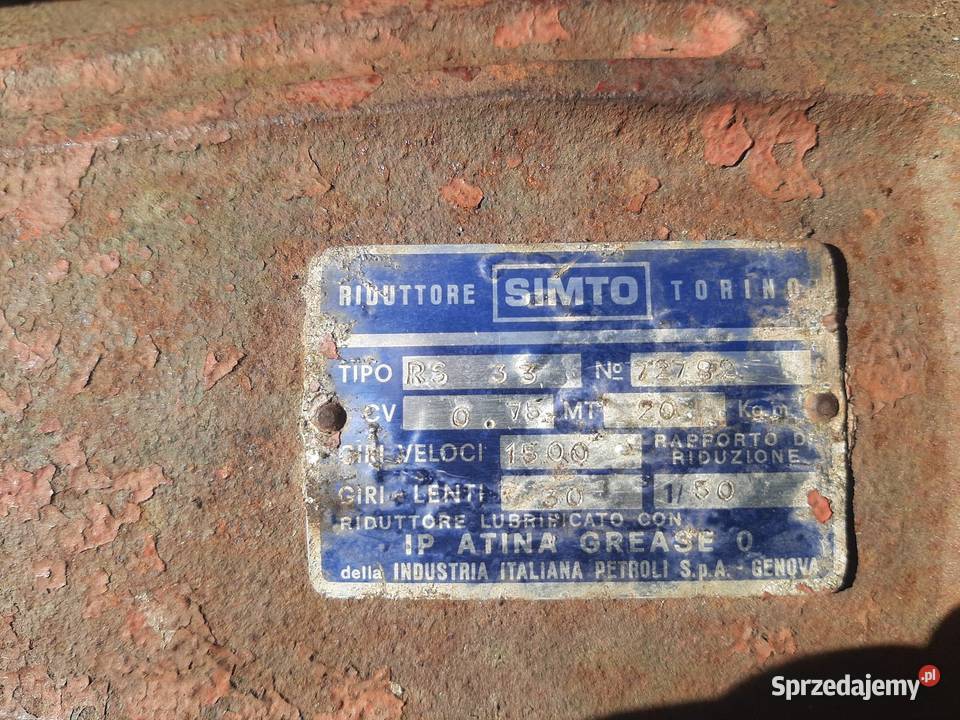 RIDUTTORE SIMTO TORINO
TIPO RS 33 Nº 72782
CV 0.75 MT 20 Kg.m
GIRI VELOCI 1500 RAPPORTO DI RIDUZIONE
GIRI LENTI 30 1/50
RIDUTTORE LUBRIFICATO CON
IP ATINA GREASE 0
della INDUSTRIA ITALIANA PETROLI S.p.A. - GENOVA
Sprzedajemy.pl